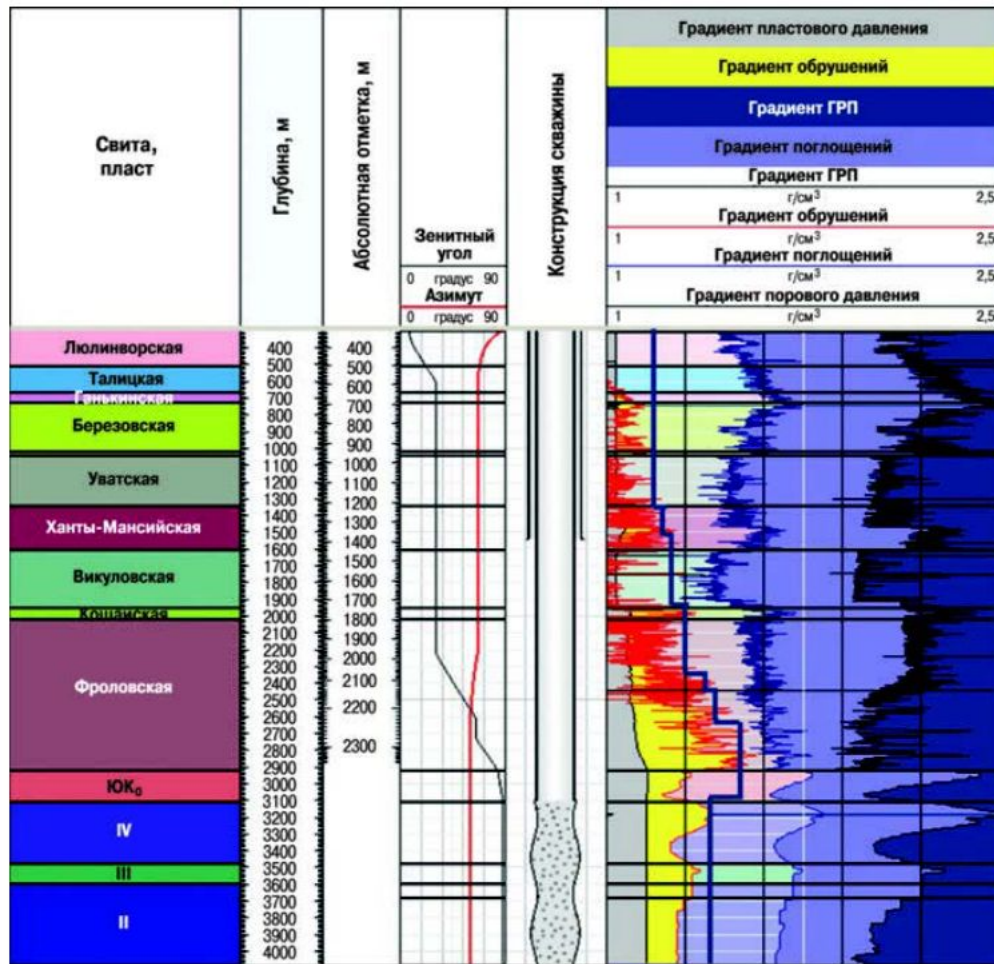 Свита,
пласт
Глубина, м
Абсолютная отметка, м
Зенитный
угол
0 градус 90
Азимут
0 градус 90
Конструкция скважины
Градиент пластового давления
Градиент обрушений
Градиент ГРП
Градиент поглощений
Градиент ГРП
1 г/см³ 2,5
Градиент обрушений
1 г/см³ 2,5
Градиент поглощений
1 г/см³ 2,5
Градиент порового давления
1 г/см³ 2,5
Люлинворская
Талицкая
Ганькинская
Березовская
Уватская
Ханты-Мансийская
Викуловская
Кошайская
Фроловская
ЮК₀
IV
III
II
400
500
600
700
800
900
1000
1100
1200
1300
1400
1500
1600
1700
1800
1900
2000
2100
2200
2300
2400
2500
2600
2700
2800
2900
3000
3100
3200
3300
3400
3500
3600
3700
3800
3900
4000
400
500
600
700
800
900
1000
1100
1200
1300
1400
1500
1600
1700
1800
1900
2000
2100
2200
2300